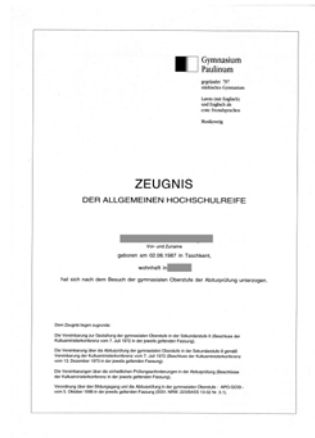 Gymnasium
Paulinum
gegründet 797
städtisches Gymnasium
Latein (mit Englisch)
und Englisch als
erste Fremdsprachen
ZEUGNIS
DER ALLGEMEINEN HOCHSCHULREIFE
Vor- und Zuname
geboren am 02.08.1987 in Taschkent,
wohnhaft in
hat sich nach dem Besuch der gymnasialen Oberstufe der Abiturprüfung unterzogen.
Dem Zeugnis liegen zugrunde:
Die Vereinbarung zur Gestaltung der gymnasialen Oberstufe in der Sekundarstufe II (Beschluss der
Kultusministerkonferenz vom 7. Juli 1972 in der jeweils geltenden Fassung)
Die Vereinbarung über die Abiturprüfung der gymnasialen Oberstufe in der Sekundarstufe II gemäß
Vereinbarung der Kultusministerkonferenz vom 7. Juli 1972 (Beschluss der Kultusministerkonferenz
vom 13. Dezember 1973 in der jeweils geltenden Fassung)
Die Vereinbarungen über die einheitlichen Prüfungsanforderungen in der Abiturprüfung (Beschlüsse
der Kultusministerkonferenz in der jeweils geltenden Fassung)
Verordnung über den Bildungsgang und die Abiturprüfung in der gymnasialen Oberstufe - APO-GOSt -
vom 5. Oktober 1998 in der jeweils geltenden Fassung